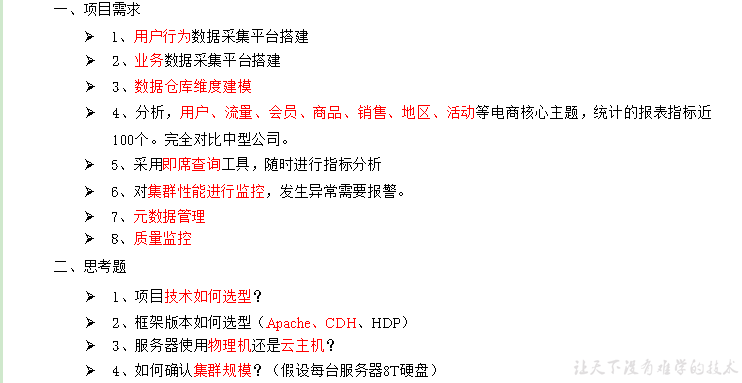 一、项目需求
➢ 1、用户行为数据采集平台搭建
➢ 2、业务数据采集平台搭建
➢ 3、数据仓库维度建模
➢ 4、分析，用户、流量、会员、商品、销售、地区、活动等电商核心主题，统计的报表指标近
100个。完全对比中型公司。
➢ 5、采用即席查询工具，随时进行指标分析
➢ 6、对集群性能进行监控，发生异常需要报警。
➢ 7、元数据管理
➢ 8、质量监控
二、思考题
➢ 1、项目技术如何选型？
➢ 2、框架版本如何选型（Apache、CDH、HDP）
➢ 3、服务器使用物理机还是云主机？
➢ 4、如何确认集群规模？（假设每台服务器8T硬盘）
让天下没有难学的技术